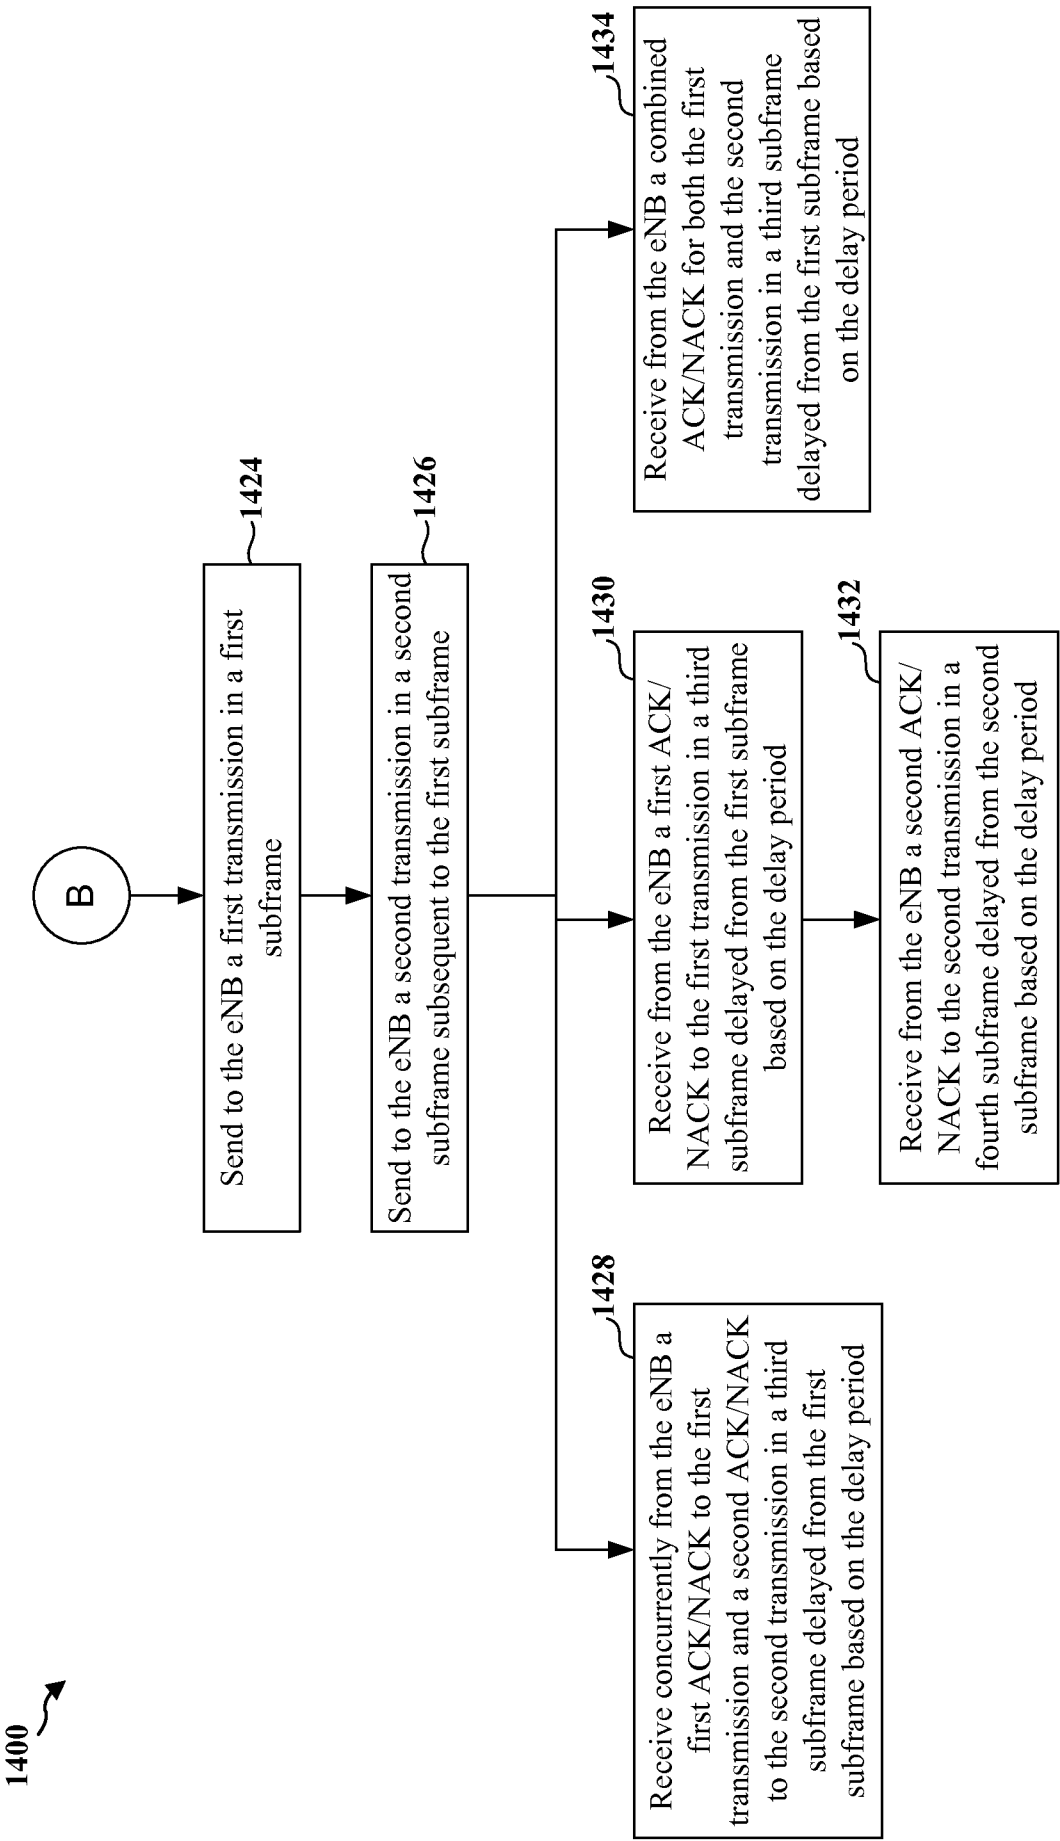 1400
B
Send to the eNB a first transmission in a first
subframe
1424
Send to the eNB a second transmission in a second
subframe subsequent to the first subframe
1426
Receive concurrently from the eNB a
first ACK/NACK to the first
transmission and a second ACK/NACK
to the second transmission in a third
subframe delayed from the first
subframe based on the delay period
1428
Receive from the eNB a first ACK/
NACK to the first transmission in a third
subframe delayed from the first subframe
based on the delay period
1430
Receive from the eNB a second ACK/
NACK to the second transmission in a
fourth subframe delayed from the second
subframe based on the delay period
1432
Receive from the eNB a combined
ACK/NACK for both the first
transmission and the second
transmission in a third subframe
delayed from the first subframe based
on the delay period
1434